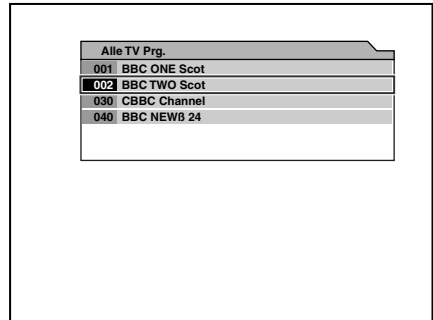 Alle TV Prg.
001 BBC ONE Scot
002 BBC TWO Scot
030 CBBC Channel
040 BBC NEWß 24